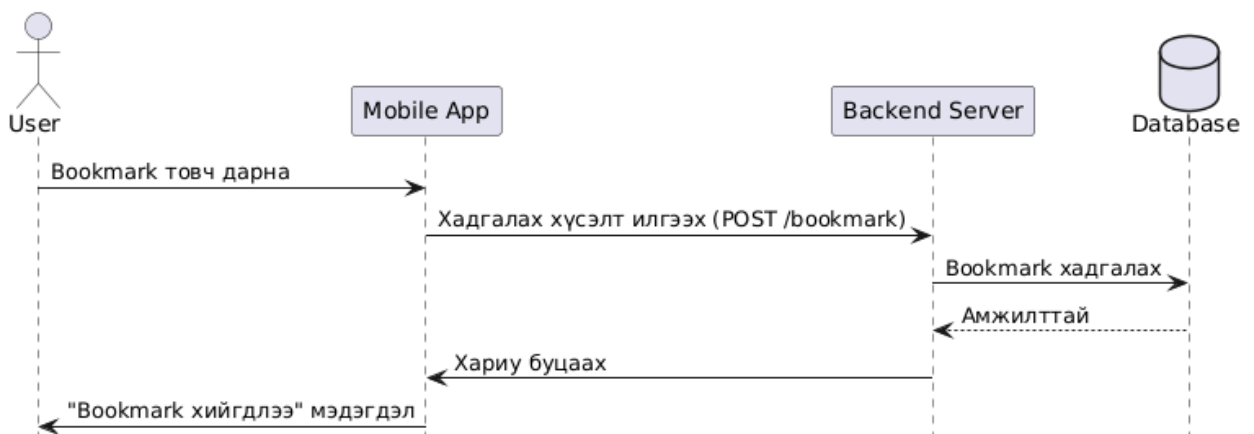 User
Mobile App
Backend Server
Database
Bookmark товч дарна
Хадгалах хүсэлт илгээх (POST /bookmark)
Bookmark хадгалах
Амжилттай
Хариу буцаах
"Bookmark хийгдлээ" мэдэгдэл